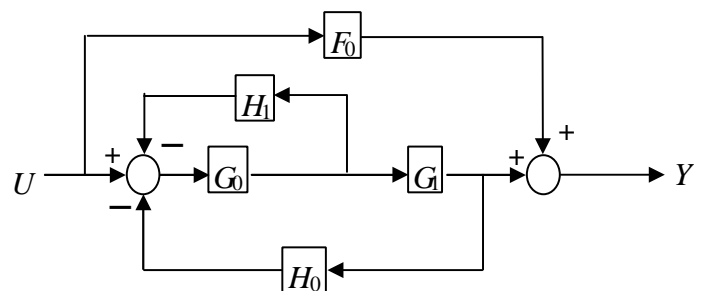 F₀
+
H₁
+
−
+
U
G₀
G₁
Y
−
H₀